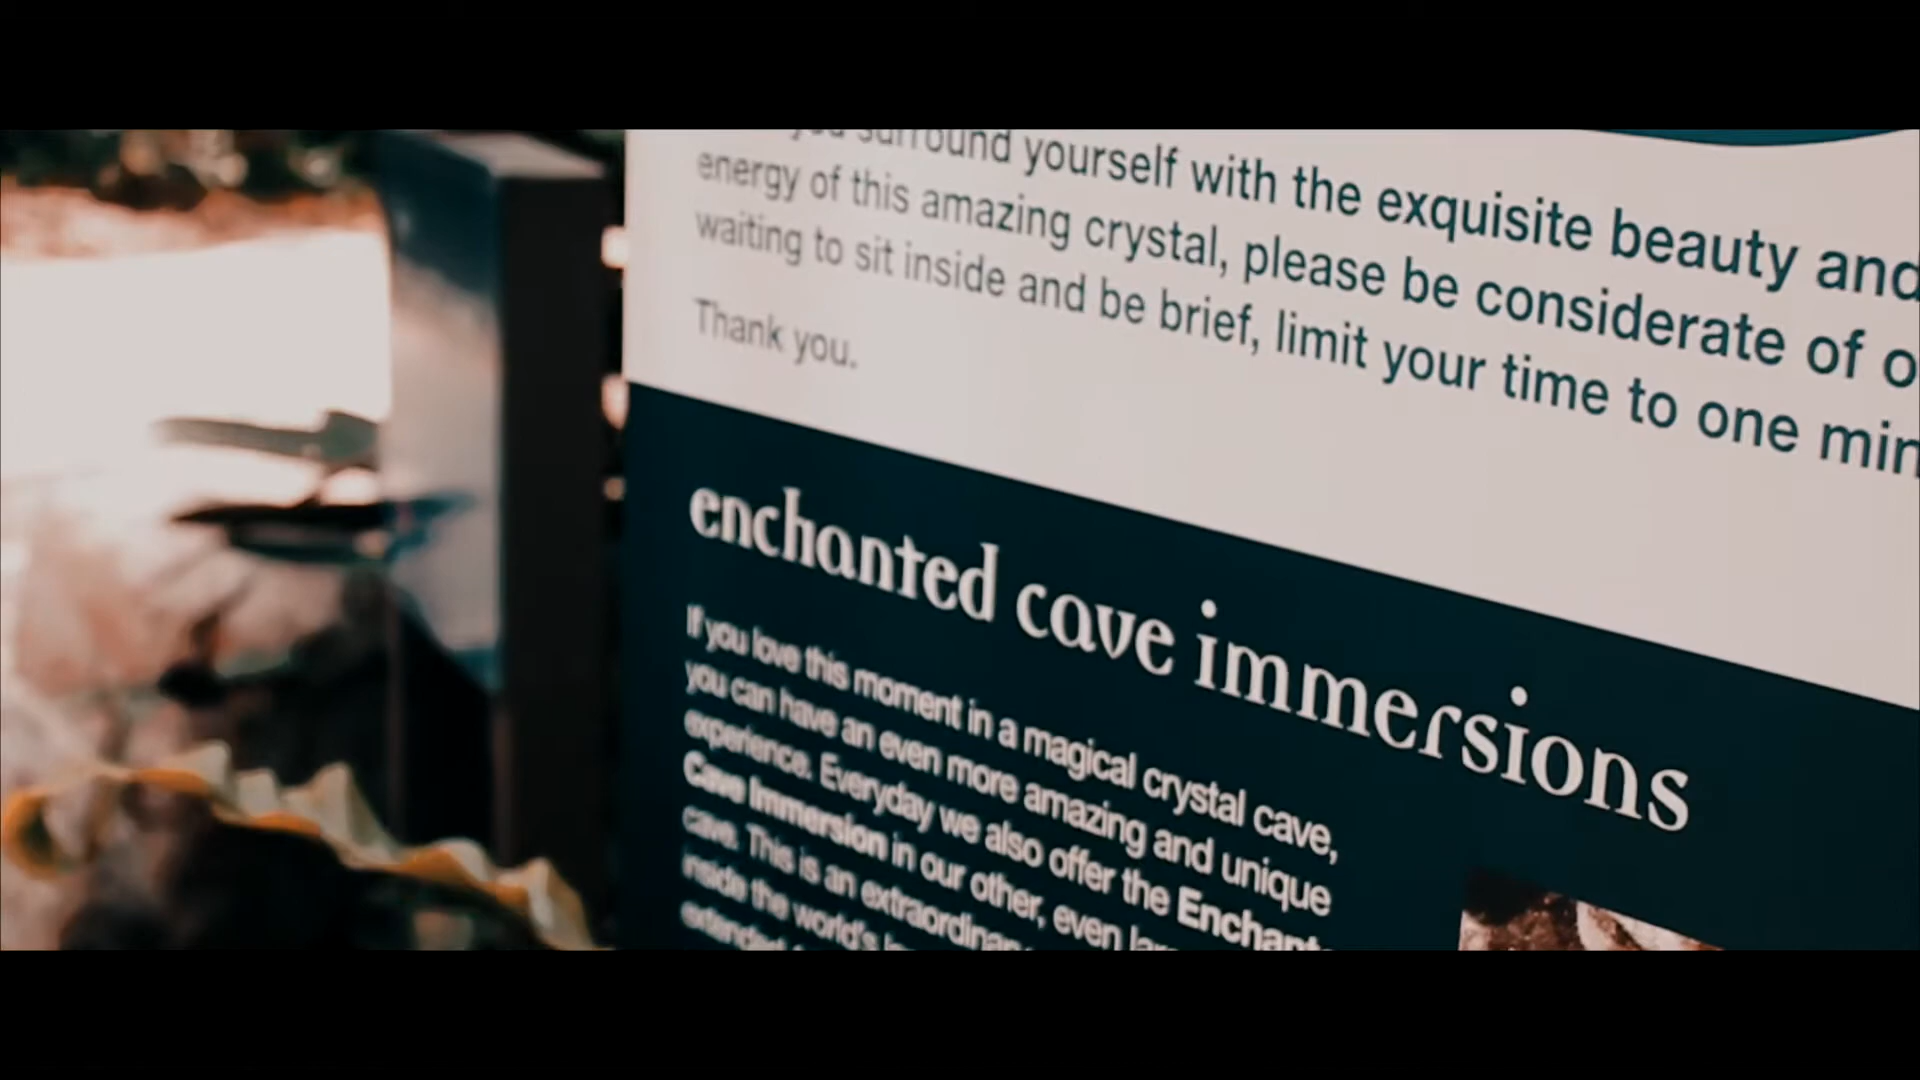 surround yourself with the exquisite beauty and
energy of this amazing crystal, please be considerate of
waiting to sit inside and be brief, limit your time to one
Thank you.
enchanted cave immersions
If you love this moment in a magical crystal cave,
you can have an even more amazing and unique
experience. Everyday we also offer the
Cave Immersion in our other, even
cave. This is an
inside the world's
extended